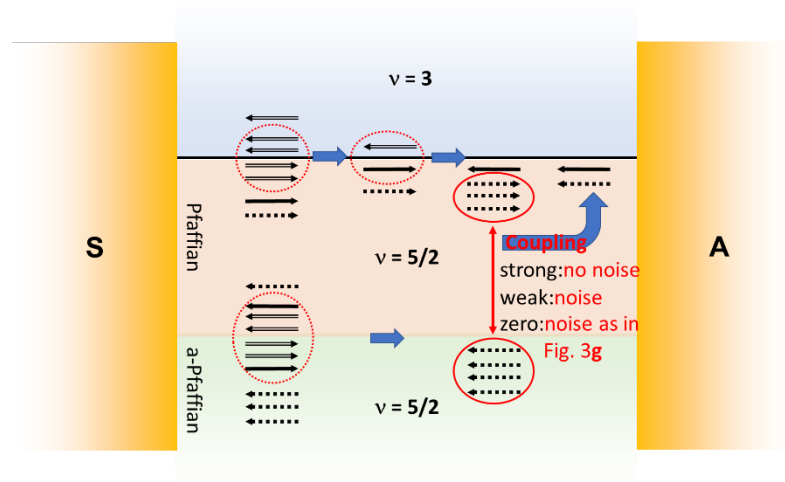 ν = 3
Pfaffian
S
ν = 5/2
A
Coupling
strong:no noise
weak:noise
zero:noise as in
Fig. 3g
a-Pfaffian
ν = 5/2